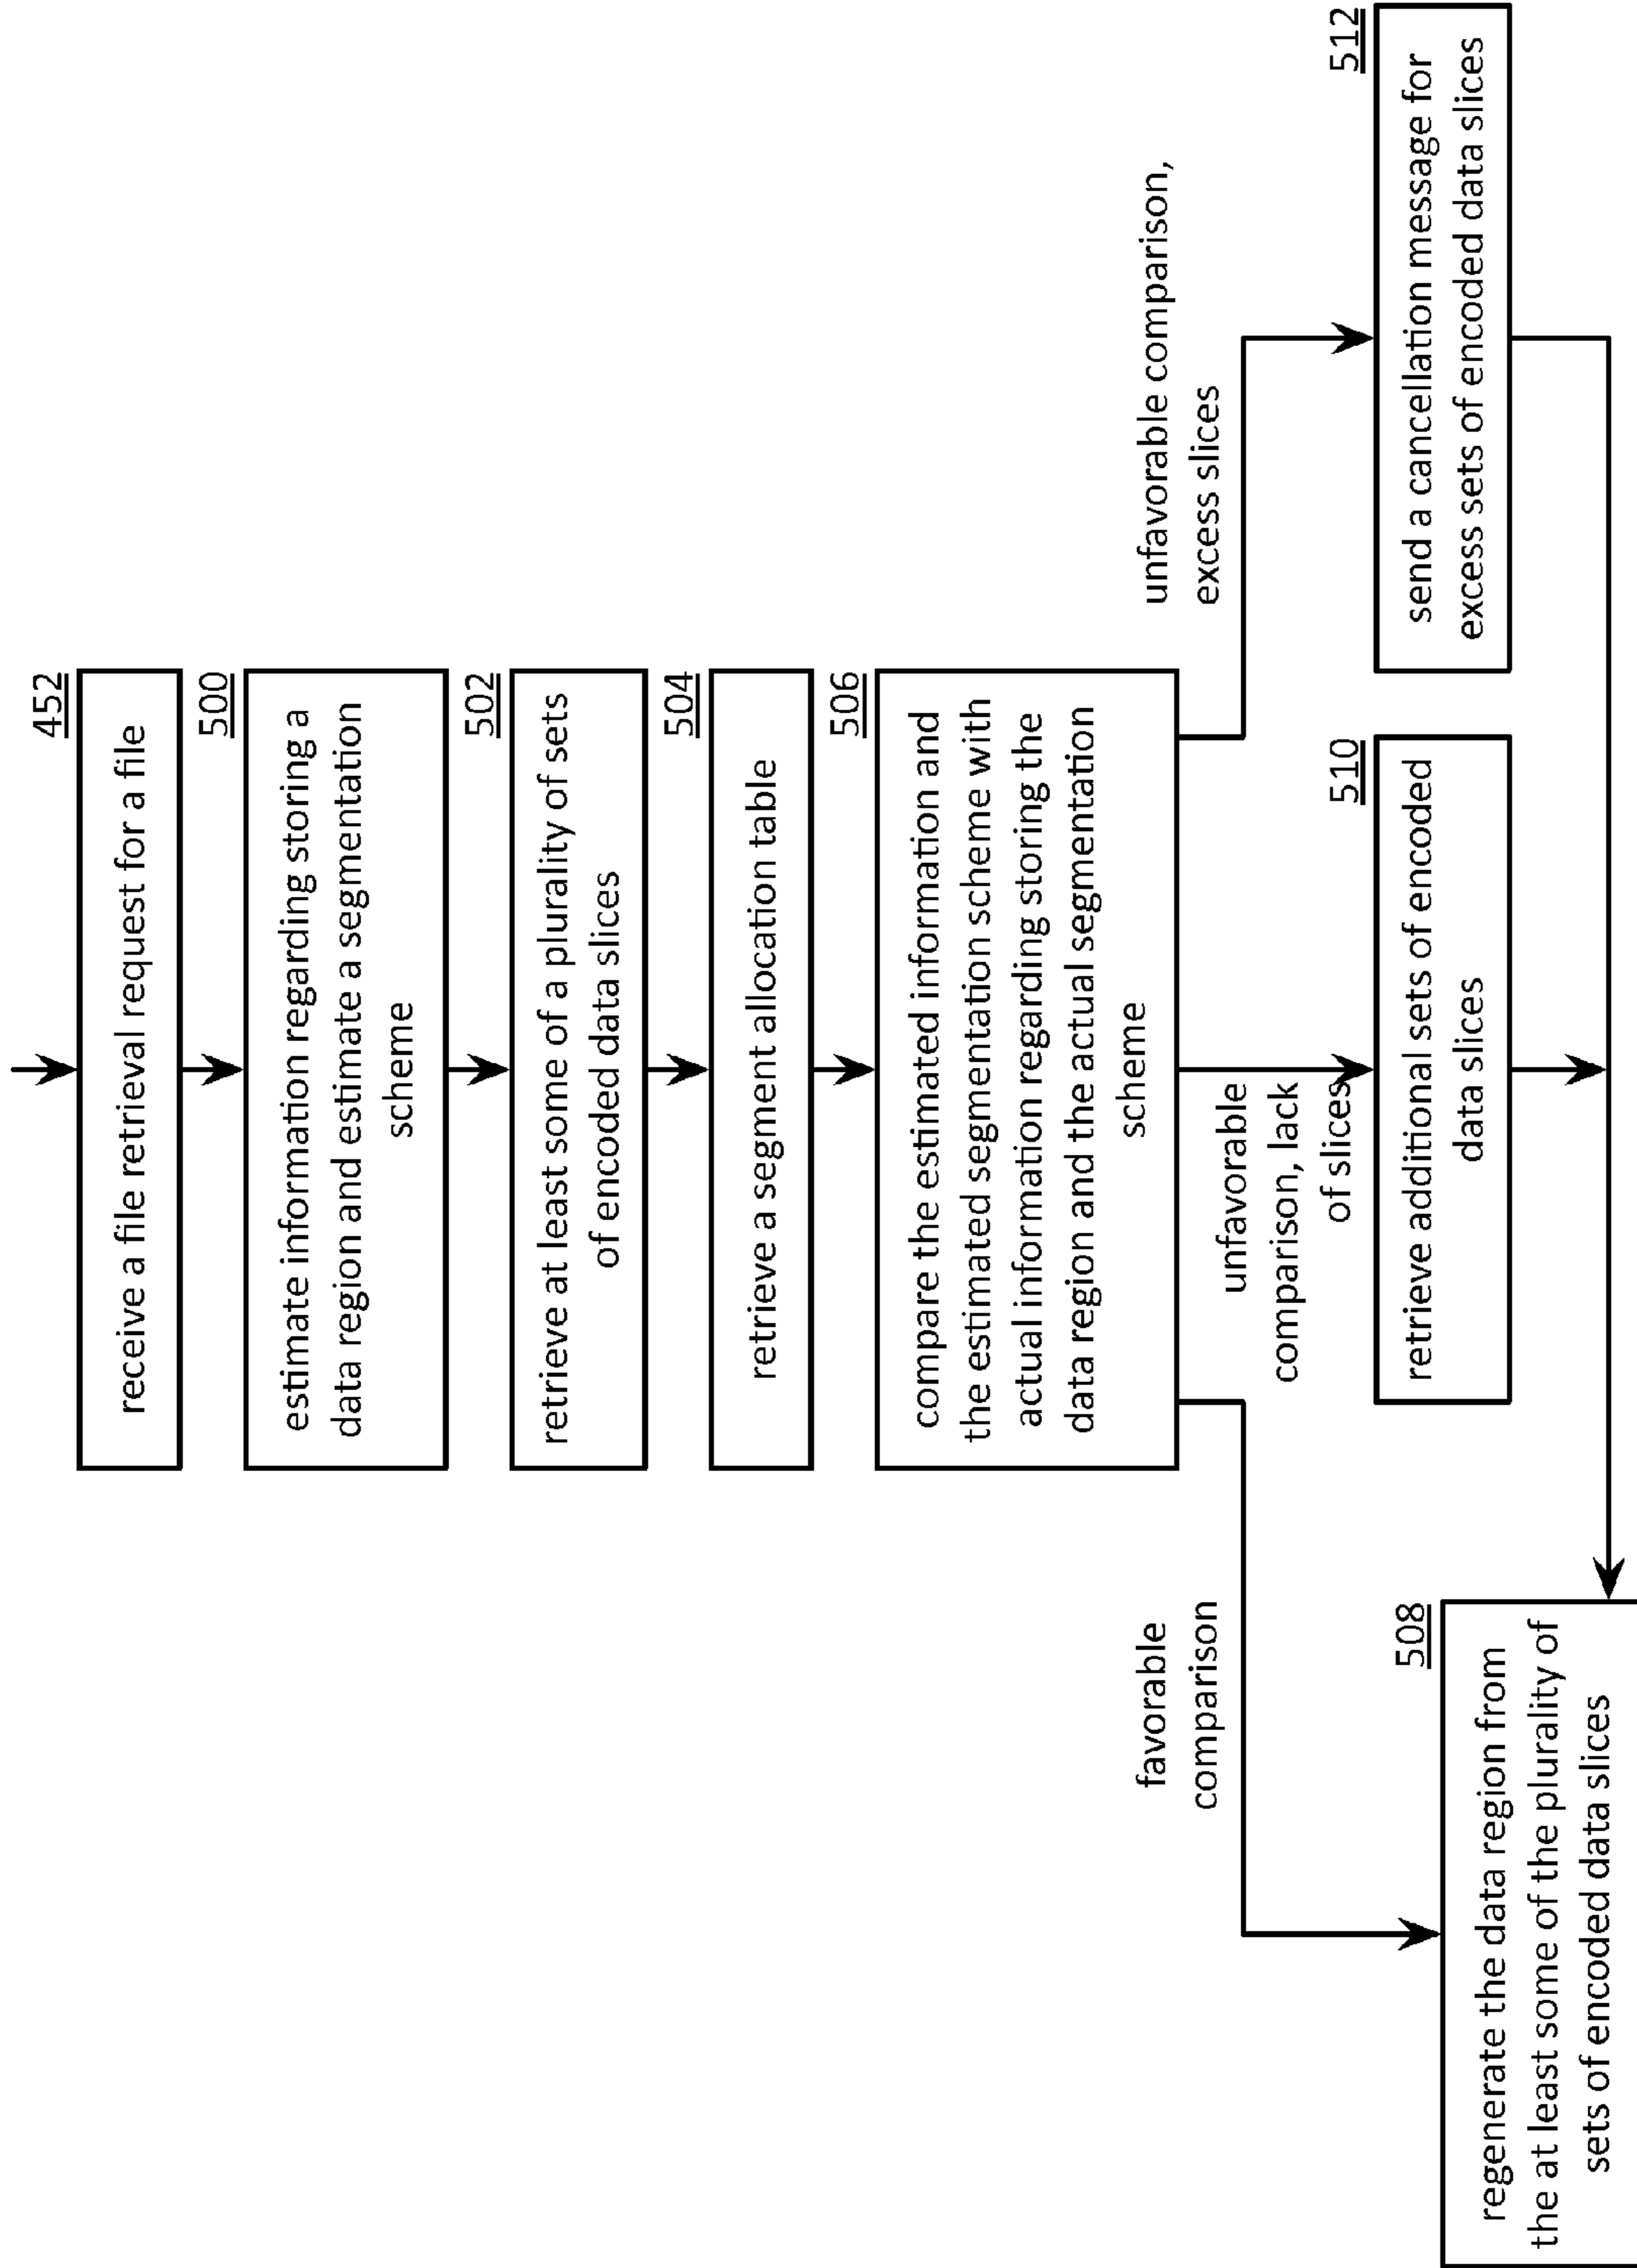 452
receive a file retrieval request for a file
500
estimate information regarding storing a
data region and estimate a segmentation
scheme
502
retrieve at least some of a plurality of sets
of encoded data slices
504
retrieve a segment allocation table
506
compare the estimated information and
the estimated segmentation scheme with
actual information regarding storing the
data region and the actual segmentation
scheme
favorable
comparison
unfavorable
comparison, lack
of slices
unfavorable comparison,
excess slices
508
regenerate the data region from
the at least some of the plurality of
sets of encoded data slices
510
retrieve additional sets of encoded
data slices
512
send a cancellation message for
excess sets of encoded data slices